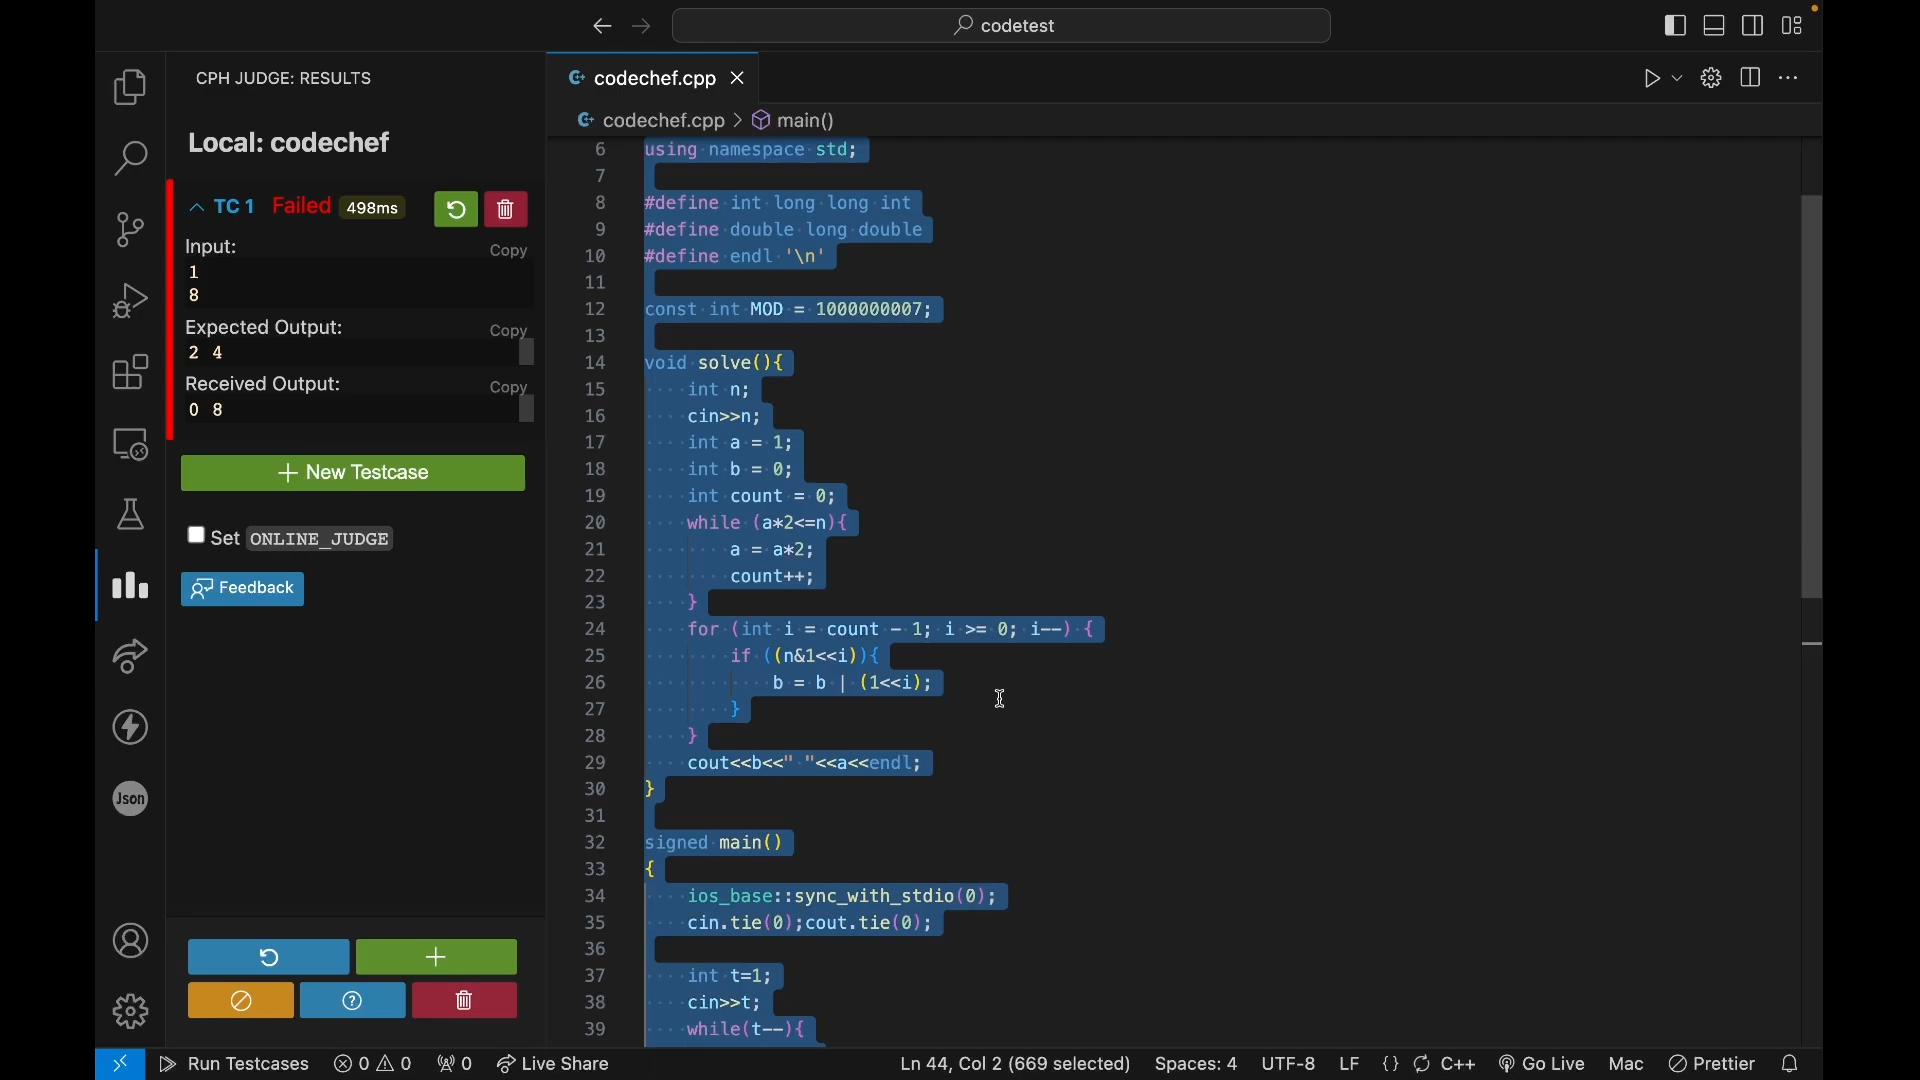 codetest
CPH JUDGE: RESULTS
codechef.cpp
codechef.cpp > main()
Local: codechef
TC 1 Failed 498ms
Input:
Copy
1
8
Expected Output:
Copy
2 4
Received Output:
Copy
0 8
+ New Testcase
Set ONLINE_JUDGE
Feedback
Json
6 using namespace std;
7
8 #define int long long int
9 #define double long double
10 #define endl '\n'
11
12 const int MOD = 1000000007;
13
14 void solve(){
15 int n;
16 cin>>n;
17 int a = 1;
18 int b = 0;
19 int count = 0;
20 while (a*2<=n){
21 a = a*2;
22 count++;
23 }
24 for (int i = count - 1; i >= 0; i--) {
25 if ((n&1<<i)){
26 b = b | (1<<i);
27 }
28 }
29 cout<<b<<" "<<a<<endl;
30 }
31
32 signed main()
33 {
34 ios_base::sync_with_stdio(0);
35 cin.tie(0);cout.tie(0);
36
37 int t=1;
38 cin>>t;
39 while(t--){
Run Testcases 0 0 0 Live Share Ln 44, Col 2 (669 selected) Spaces: 4 UTF-8 LF {} C++ Go Live Mac Prettier